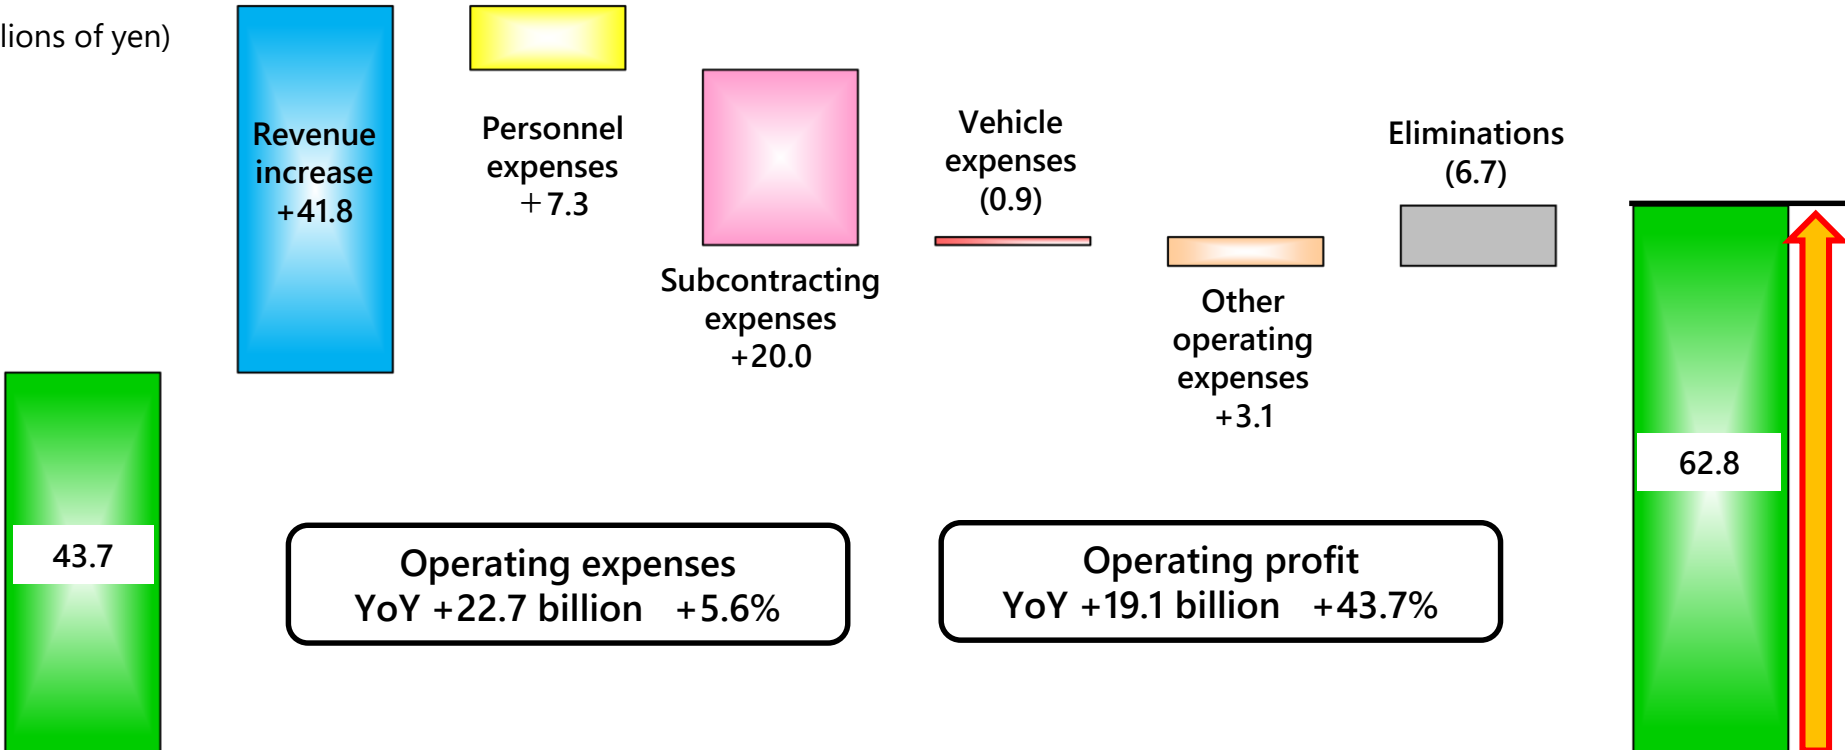 lions of yen)
Revenue
increase
+41.8
Personnel
expenses
＋7.3
Subcontracting
expenses
+20.0
Vehicle
expenses
(0.9)
Other
operating
expenses
+3.1
Eliminations
(6.7)
43.7
62.8
Operating expenses
YoY +22.7 billion +5.6%
Operating profit
YoY +19.1 billion +43.7%